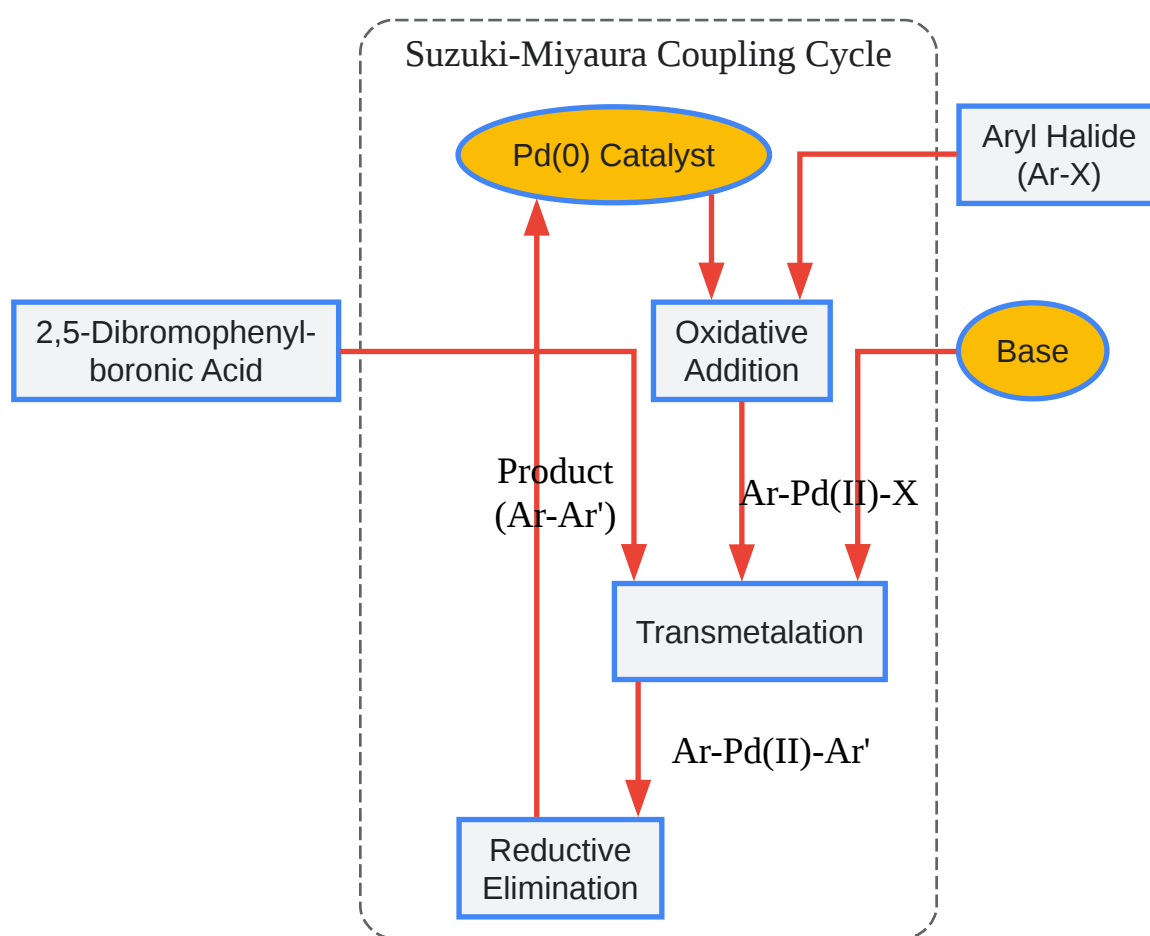 Suzuki-Miyaura Coupling Cycle
Pd(0) Catalyst
Aryl Halide
(Ar-X)
2,5-Dibromophenyl-
boronic Acid
Oxidative
Addition
Base
Product
(Ar-Ar')
Ar-Pd(II)-X
Transmetalation
Ar-Pd(II)-Ar'
Reductive
Elimination